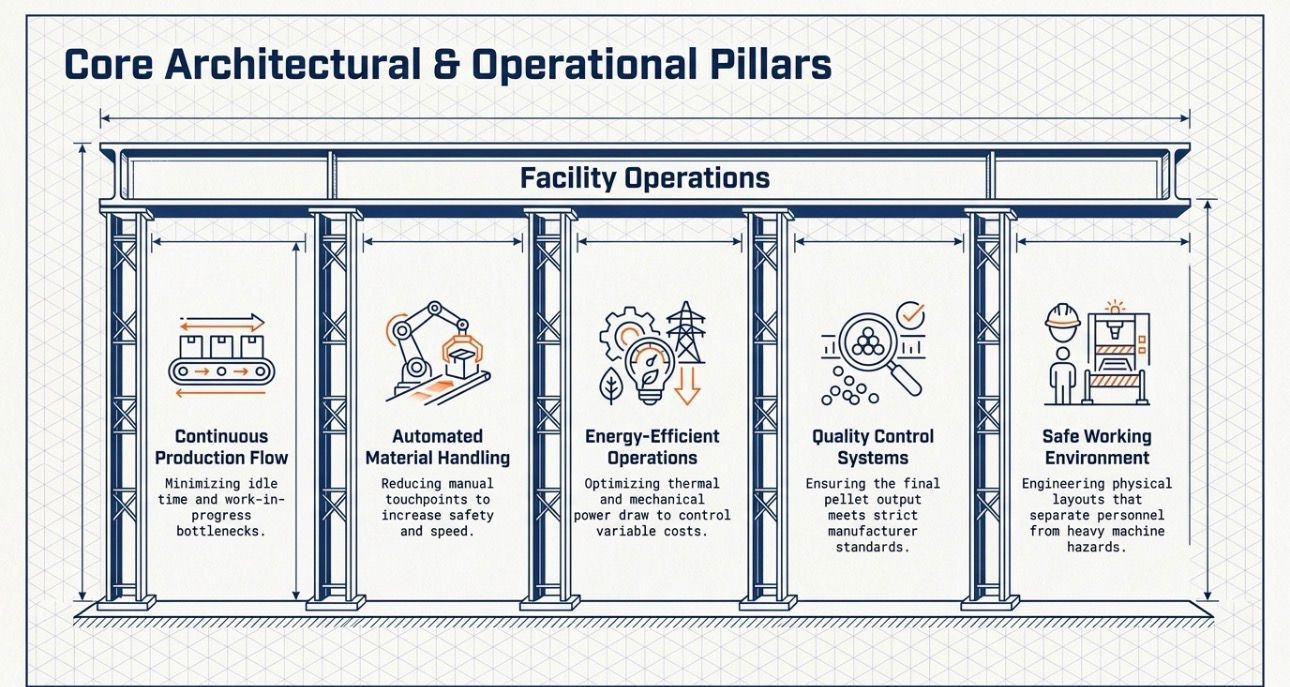 Core Architectural & Operational Pillars
Facility Operations
Continuous
Production Flow
Minimizing idle
time and work-in-
progress
bottlenecks.
Automated
Material Handling
Reducing manual
touchpoints to
increase safety
and speed.
Energy-Efficient
Operations
Optimizing thermal
and mechanical
power draw to control
variable costs.
Quality Control
Systems
Ensuring the final
pellet output
meets strict
manufacturer
standards.
Safe Working
Environment
Engineering physical
layouts that
separate personnel
from heavy machine
hazards.